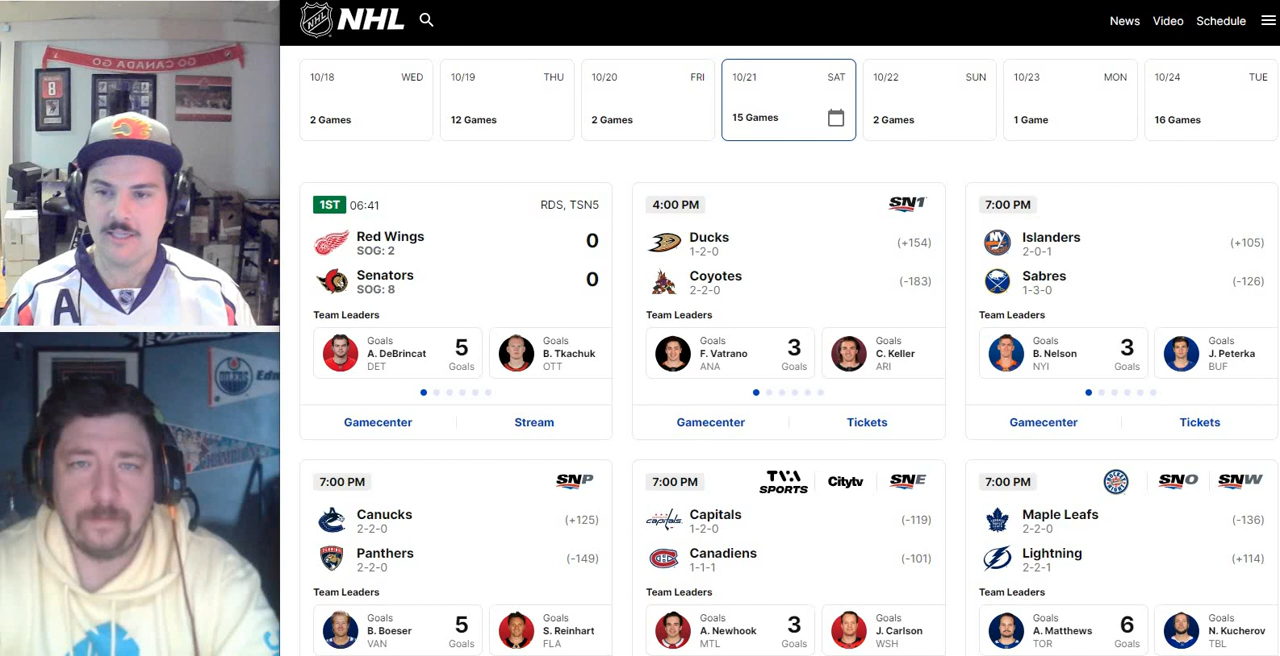 NHL
NHL
News
Video
Schedule
10/18
WED
2 Games
10/19
THU
12 Games
10/20
FRI
2 Games
10/21
SAT
15 Games
10/22
SUN
2 Games
10/23
MON
1 Game
10/24
TUE
16 Games
1ST 06:41
RDS, TSN5
Red Wings
SOG: 2
0
Senators
SOG: 8
0
Team Leaders
Goals
A. DeBrincat
DET
5
Goals
Goals
B. Tkachuk
OTT
Gamecenter
Stream
4:00 PM
SN1
Ducks
1-2-0
(+154)
Coyotes
2-2-0
(-183)
Team Leaders
Goals
F. Vatrano
ANA
3
Goals
Goals
C. Keller
ARI
Gamecenter
Tickets
7:00 PM
Islanders
2-0-1
(+105)
Sabres
1-3-0
(-126)
Team Leaders
Goals
B. Nelson
NYI
3
Goals
Goals
J. Peterka
BUF
Gamecenter
Tickets
7:00 PM
SNP
Canucks
2-2-0
(+125)
Panthers
2-2-0
(-149)
Team Leaders
Goals
B. Boeser
VAN
5
Goals
Goals
S. Reinhart
FLA
7:00 PM
TVA
SPORTS
Citytv
SNE
capitals
Capitals
1-2-0
(-119)
Canadiens
1-1-1
(-101)
Team Leaders
Goals
A. Newhook
MTL
3
Goals
Goals
J. Carlson
WSH
7:00 PM
SNO
SNW
Maple Leafs
2-2-0
(-136)
Lightning
2-2-1
(+114)
Team Leaders
Goals
A. Matthews
TOR
6
Goals
Goals
N. Kucherov
TBL
GO CANADA GO
8
A
OILERS
Edm